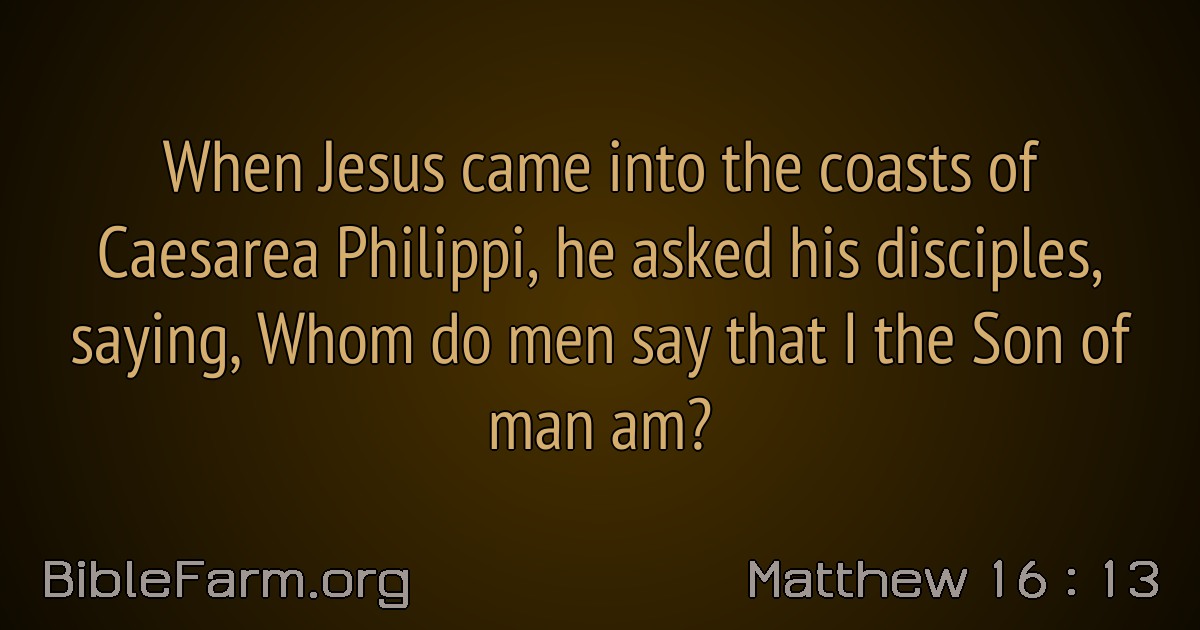 When Jesus came into the coasts of
Caesarea Philippi, he asked his disciples,
saying, Whom do men say that I the Son of
man am?
BibleFarm.org
Matthew 16 : 13